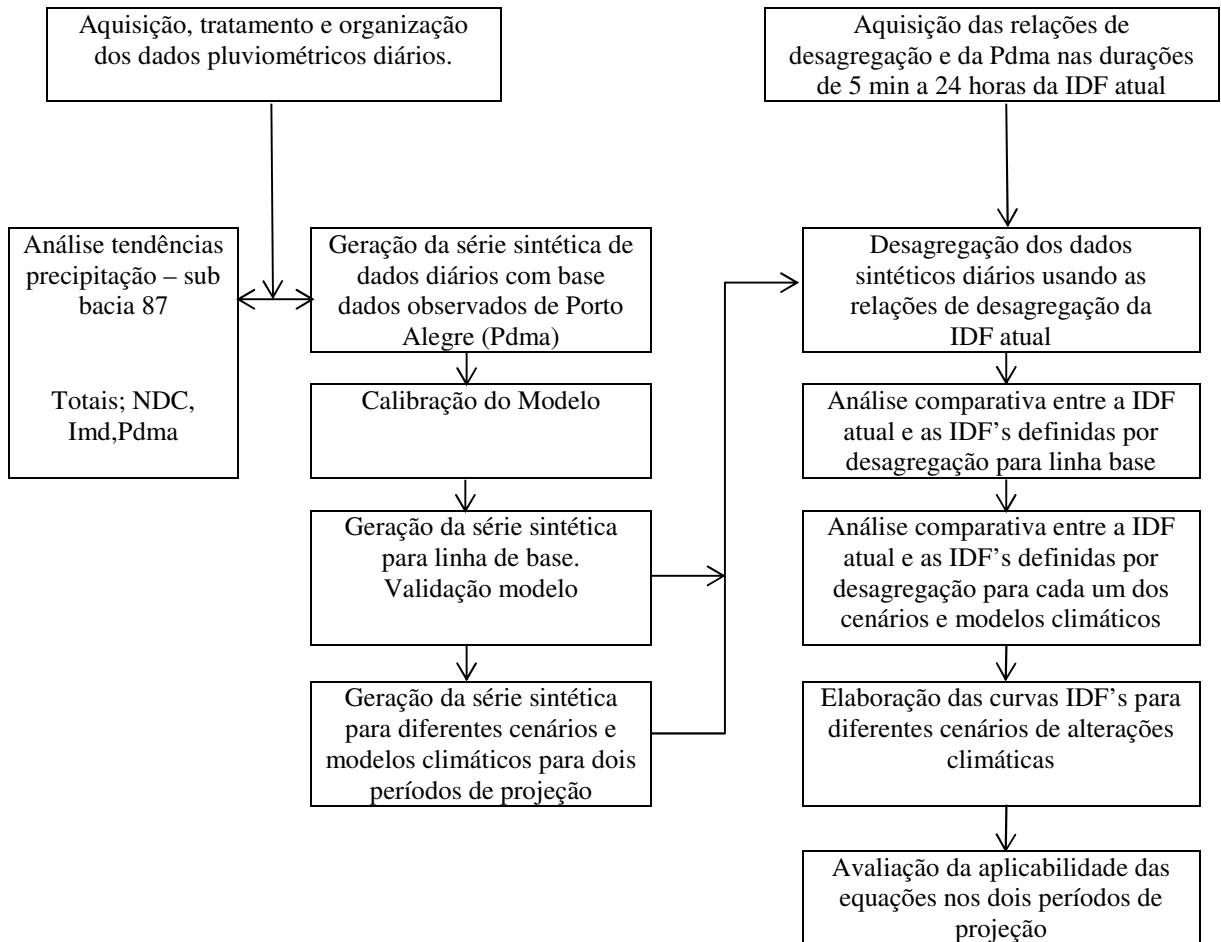 Aquisição, tratamento e organização
dos dados pluviométricos diários.
Aquisição das relações de
desagregação e da Pdma nas durações
de 5 min a 24 horas da IDF atual
Análise tendências
precipitação – sub
bacia 87
Totais; NDC,
Imd,Pdma
Geração da série sintética de
dados diários com base
dados observados de Porto
Alegre (Pdma)
Calibração do Modelo
Geração da série sintética
para linha de base.
Validação modelo
Geração da série sintética
para diferentes cenários e
modelos climáticos para dois
períodos de projeção
Desagregação dos dados
sintéticos diários usando as
relações de desagregação da
IDF atual
Análise comparativa entre a IDF
atual e as IDF’s definidas por
desagregação para linha base
Análise comparativa entre a IDF
atual e as IDF’s definidas por
desagregação para cada um dos
cenários e modelos climáticos
Elaboração das curvas IDF’s para
diferentes cenários de alterações
climáticas
Avaliação da aplicabilidade das
equações nos dois períodos de
projeção